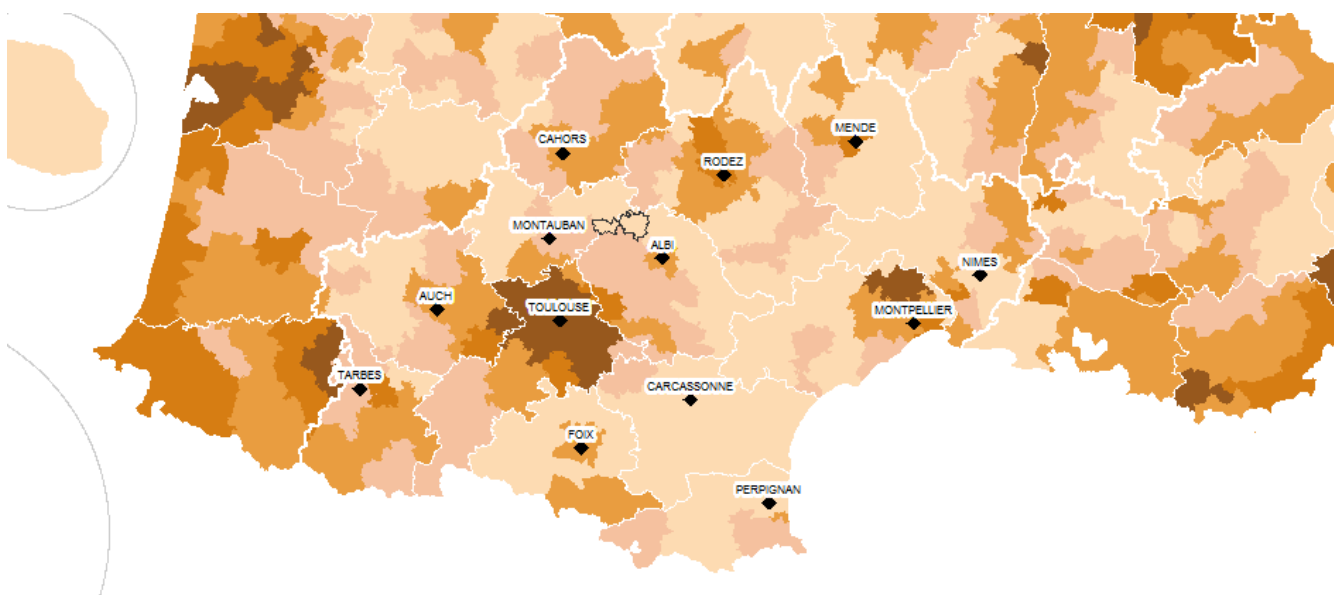 CAHORS
MENDE
RODEZ
MONTAUBAN
ALBI
NIMES
AUCH
TOULOUSE
MONTPELLIER
TARBES
CARCASSONNE
FOIX
PERPIGNAN